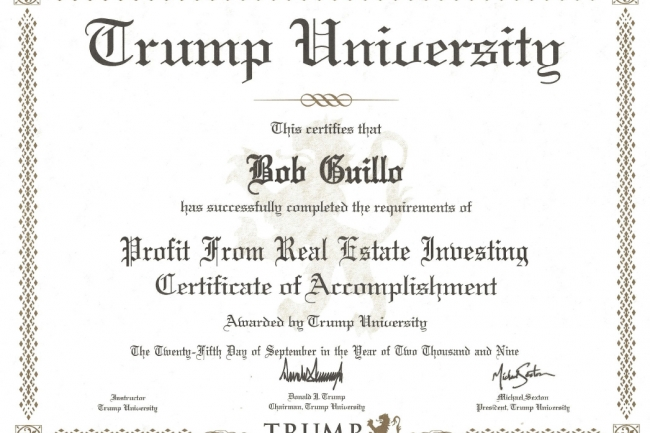 Trump University
This certifies that
Bob Guillo
has successfully completed the requirements of
Profit From Real Estate Investing
Certificate of Accomplishment
Awarded by Trump University
The Twenty-Fifth Day of September in the Year of Two Thousand and Nine
Instructor
Trump University
Donald J. Trump
Chairman, Trump University
Michael Sexton
President, Trump University
TRUMP